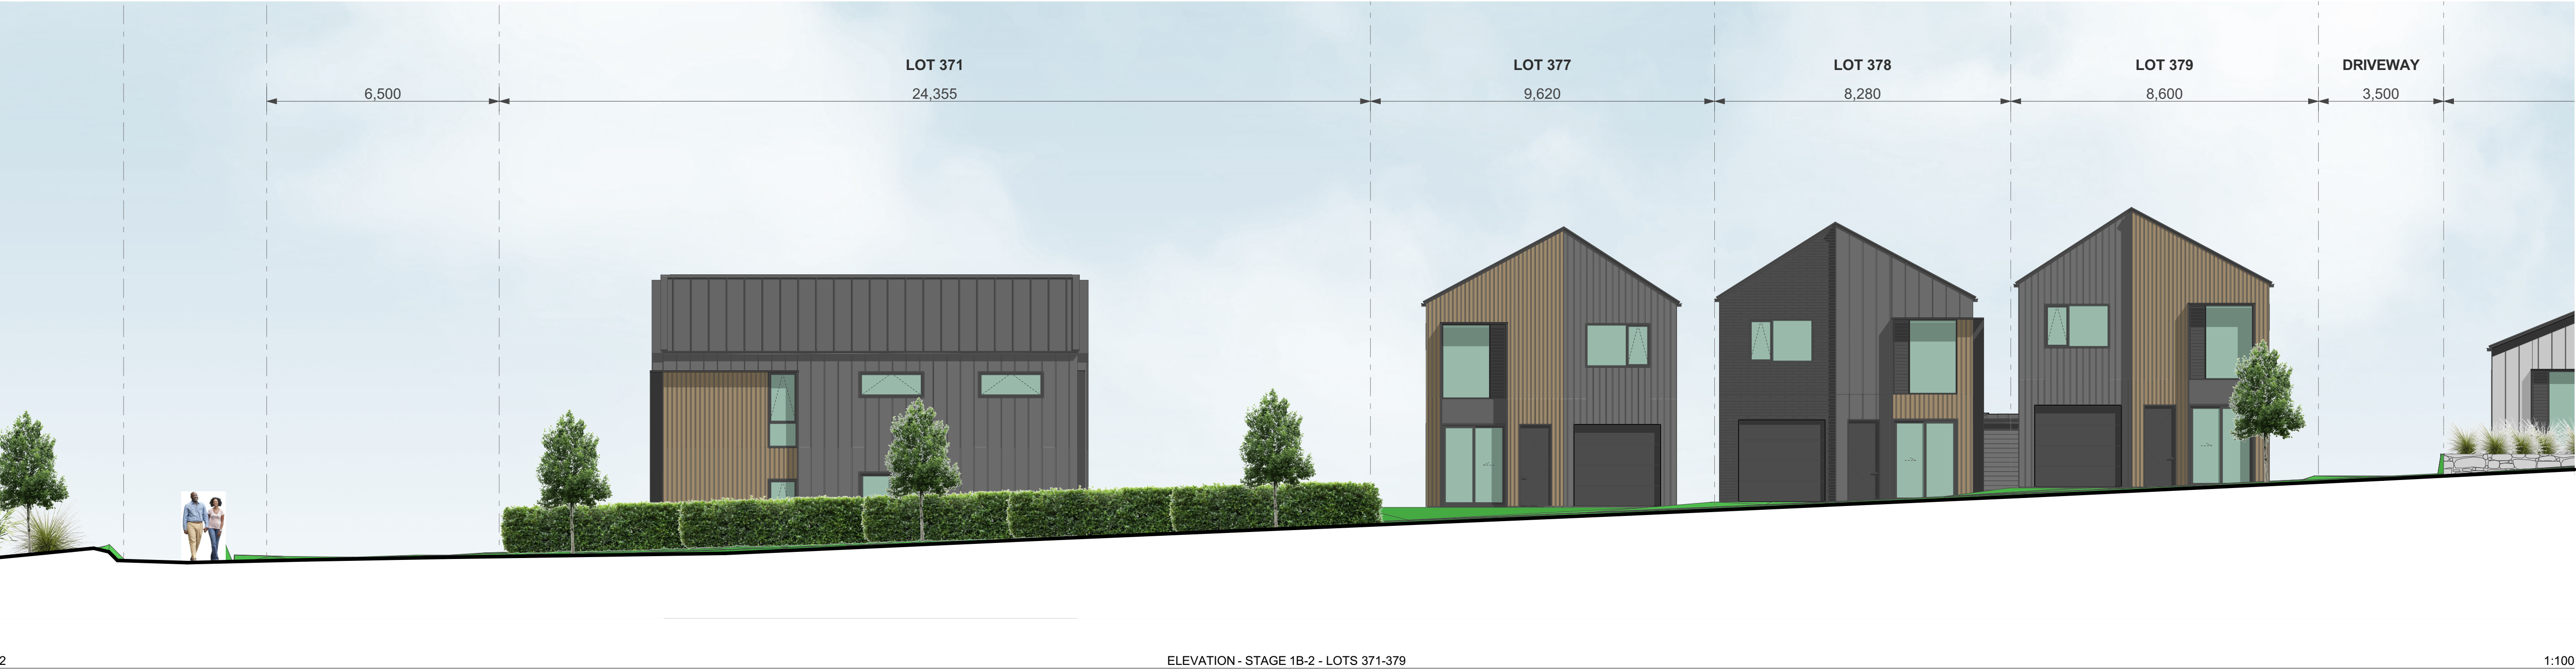 LOT 371
LOT 377
LOT 378
LOT 379
DRIVEWAY
6,500
24,355
9,620
8,280
8,600
3,500
2
ELEVATION - STAGE 1B-2 - LOTS 371-379
1:100